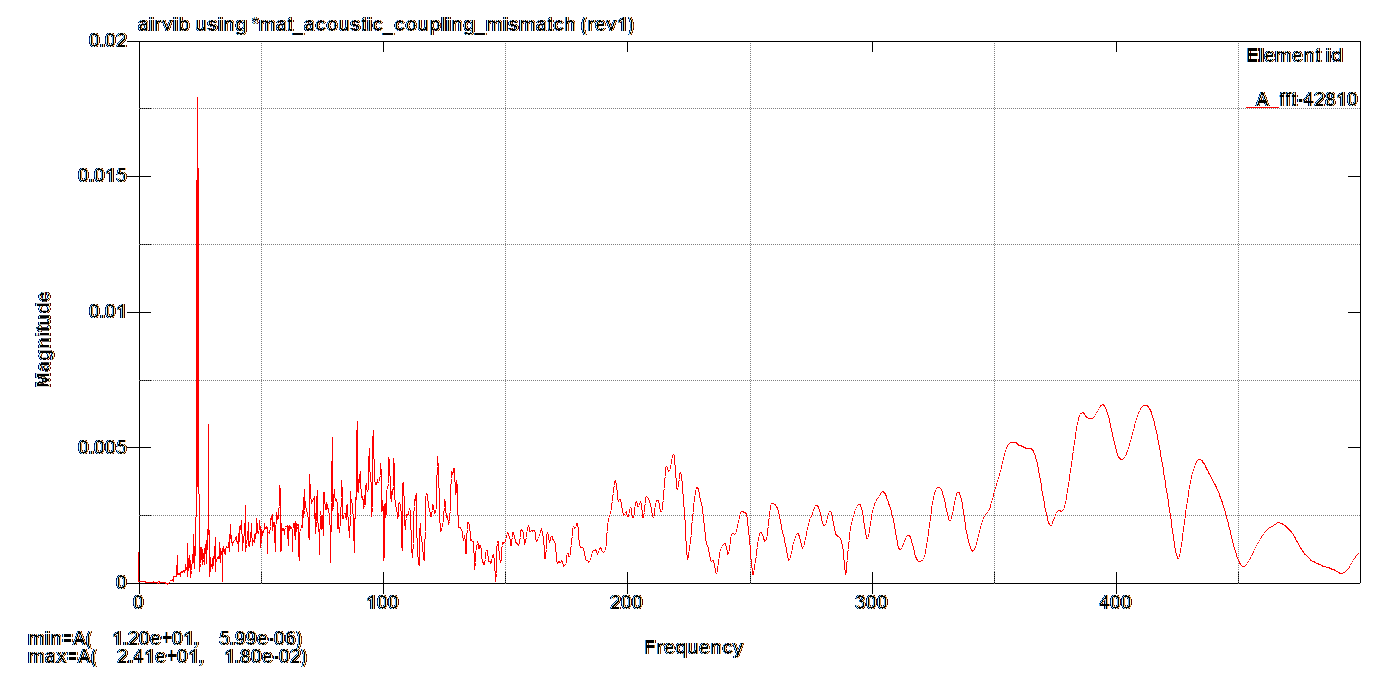 airvib using *mat_acoustic_coupling_mismatch (rev1)
Element id
_A_fft-42810
0.02
0.015
0.01
0.005
0
Magnitude
0 100 200 300 400
Frequency
min=A( 1.20e+01, 5.99e-06)
max=A( 2.41e+01, 1.80e-02)